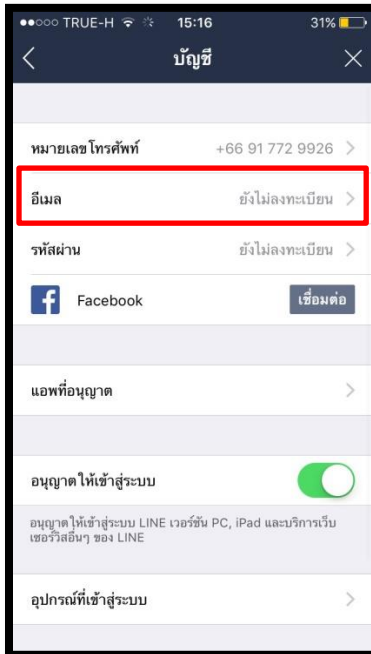 ●●○○○ TRUE-H 15:16 31%
บัญชี
หมายเลขโทรศัพท์ +66 91 772 9926
อีเมล ยังไม่ลงทะเบียน
รหัสผ่าน ยังไม่ลงทะเบียน
f Facebook เชื่อมต่อ
แอพที่อนุญาต
อนุญาตให้เข้าสู่ระบบ
อนุญาตให้เข้าสู่ระบบ LINE เวอร์ชัน PC, iPad และบริการเว็บ
เซอร์วิสอื่นๆ ของ LINE
อุปกรณ์ที่เข้าสู่ระบบ